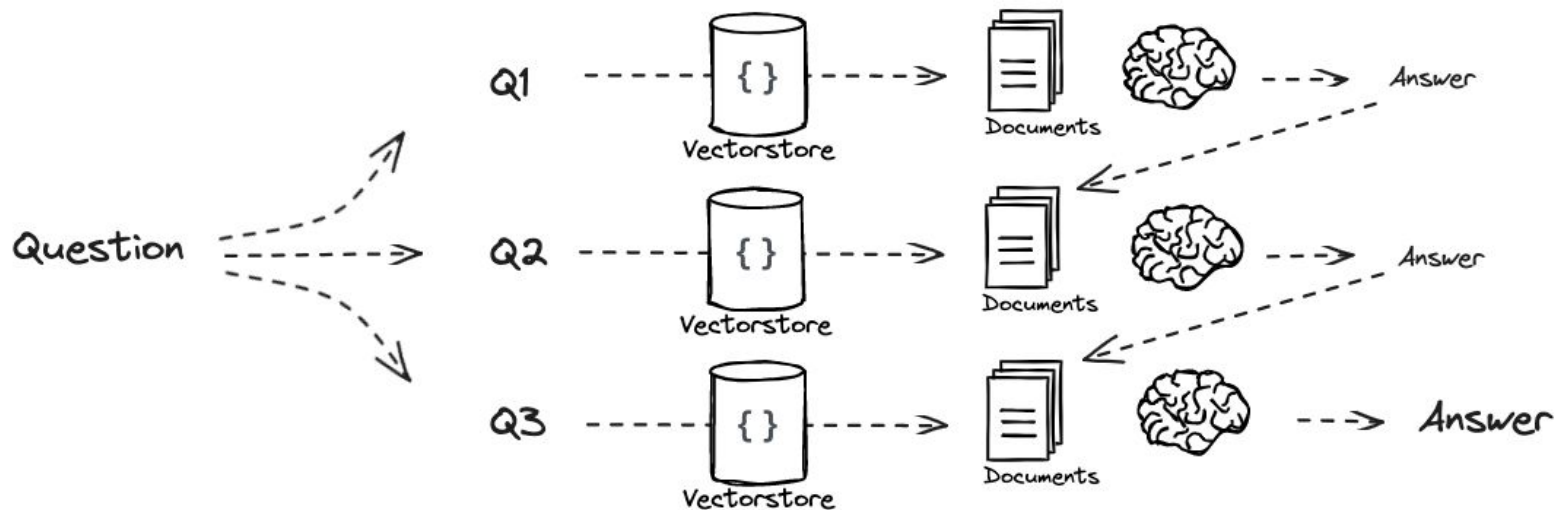 Q1
{ }
Vectorstore
Documents
Answer
Question
Q2
{ }
Vectorstore
Documents
Answer
Q3
{ }
Vectorstore
Documents
Answer